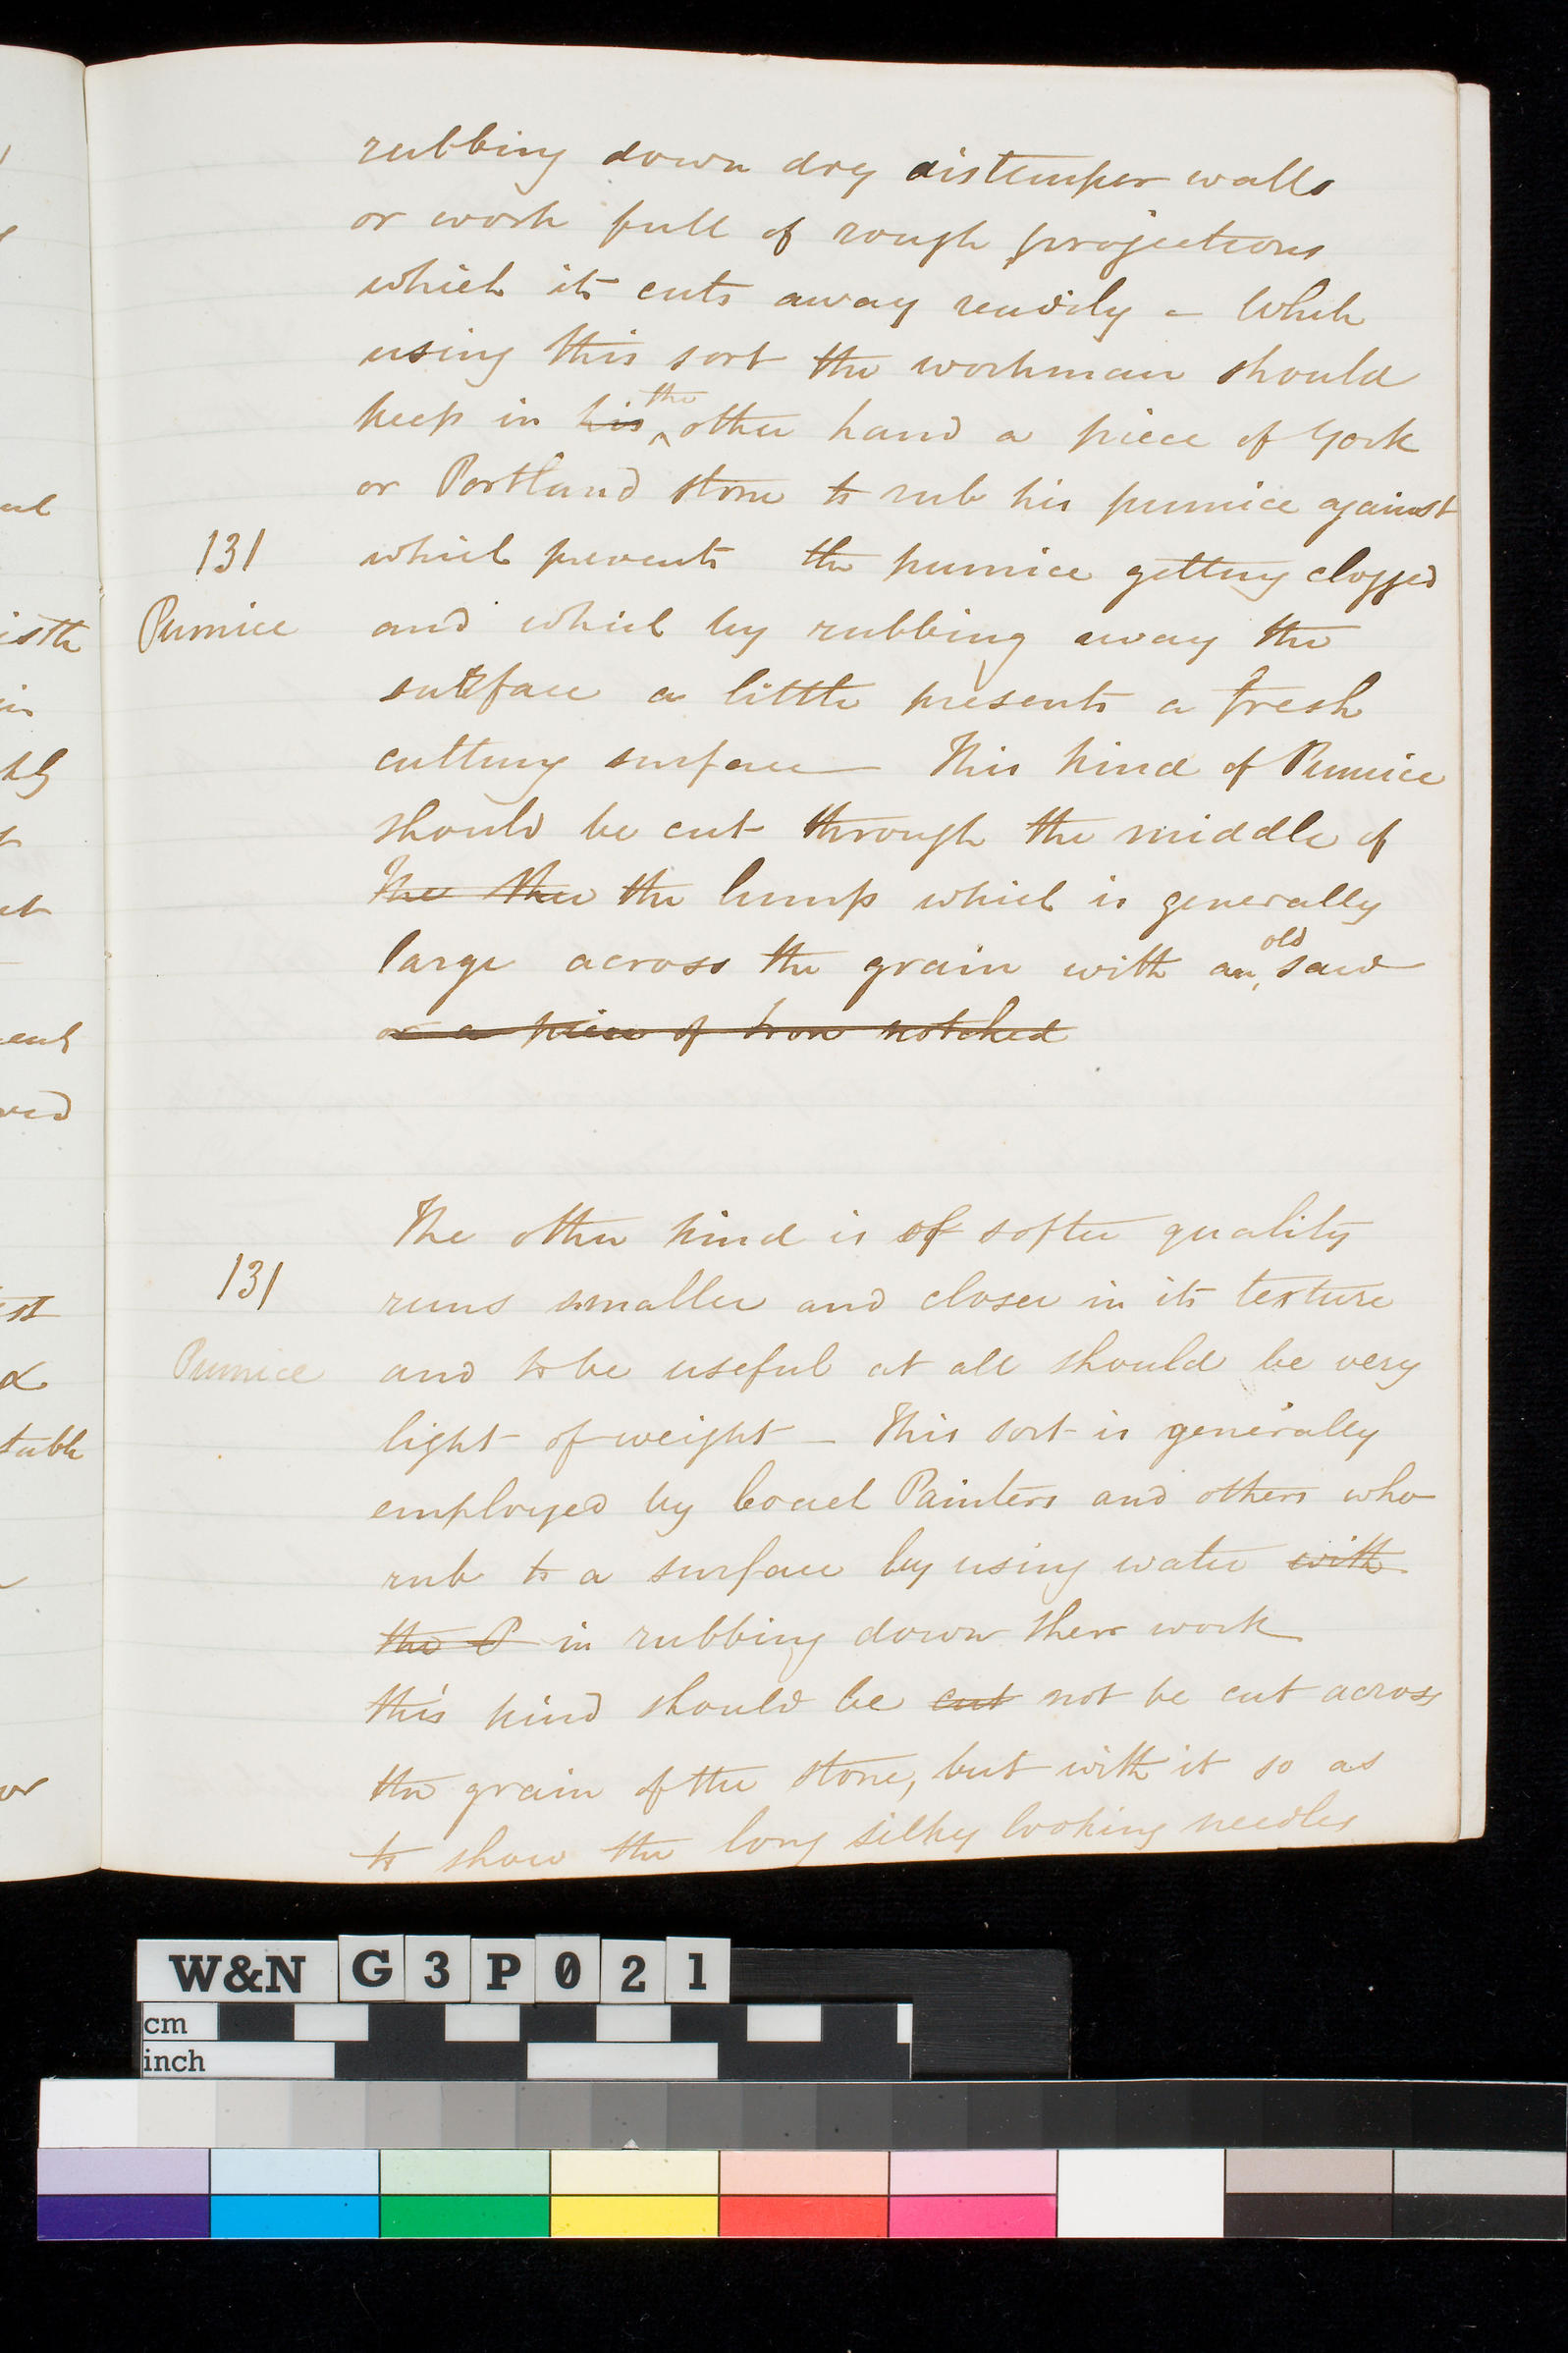 rubbing down dry distemper walls
or work full of rough projections
which it cuts away readily - While
using this sort the workman should
keep in his the other hand a piece of York
or Portland stone to rub his pumice against
131
which prevents the pumice getting clogged
Pumice
and which by rubbing away the
surface a little presents a fresh
cutting surface — This kind of Pumice
should be cut through the middle of
The the the lump which is generally
large across the grain with an old saw
or a piece of Iron notched
The other kind is of softer quality
131
runs smaller and closer in its texture
Pumice
and to be useful at all should be very
light of weight - This sort is generally
employed by Coach Painters and others who
rub to a surface by using water with
the P in rubbing down their work
this kind should be cut not be cut across
the grain of the stone, but with it so as
to show the long silky looking needles
W&N G3P021
cm
inch